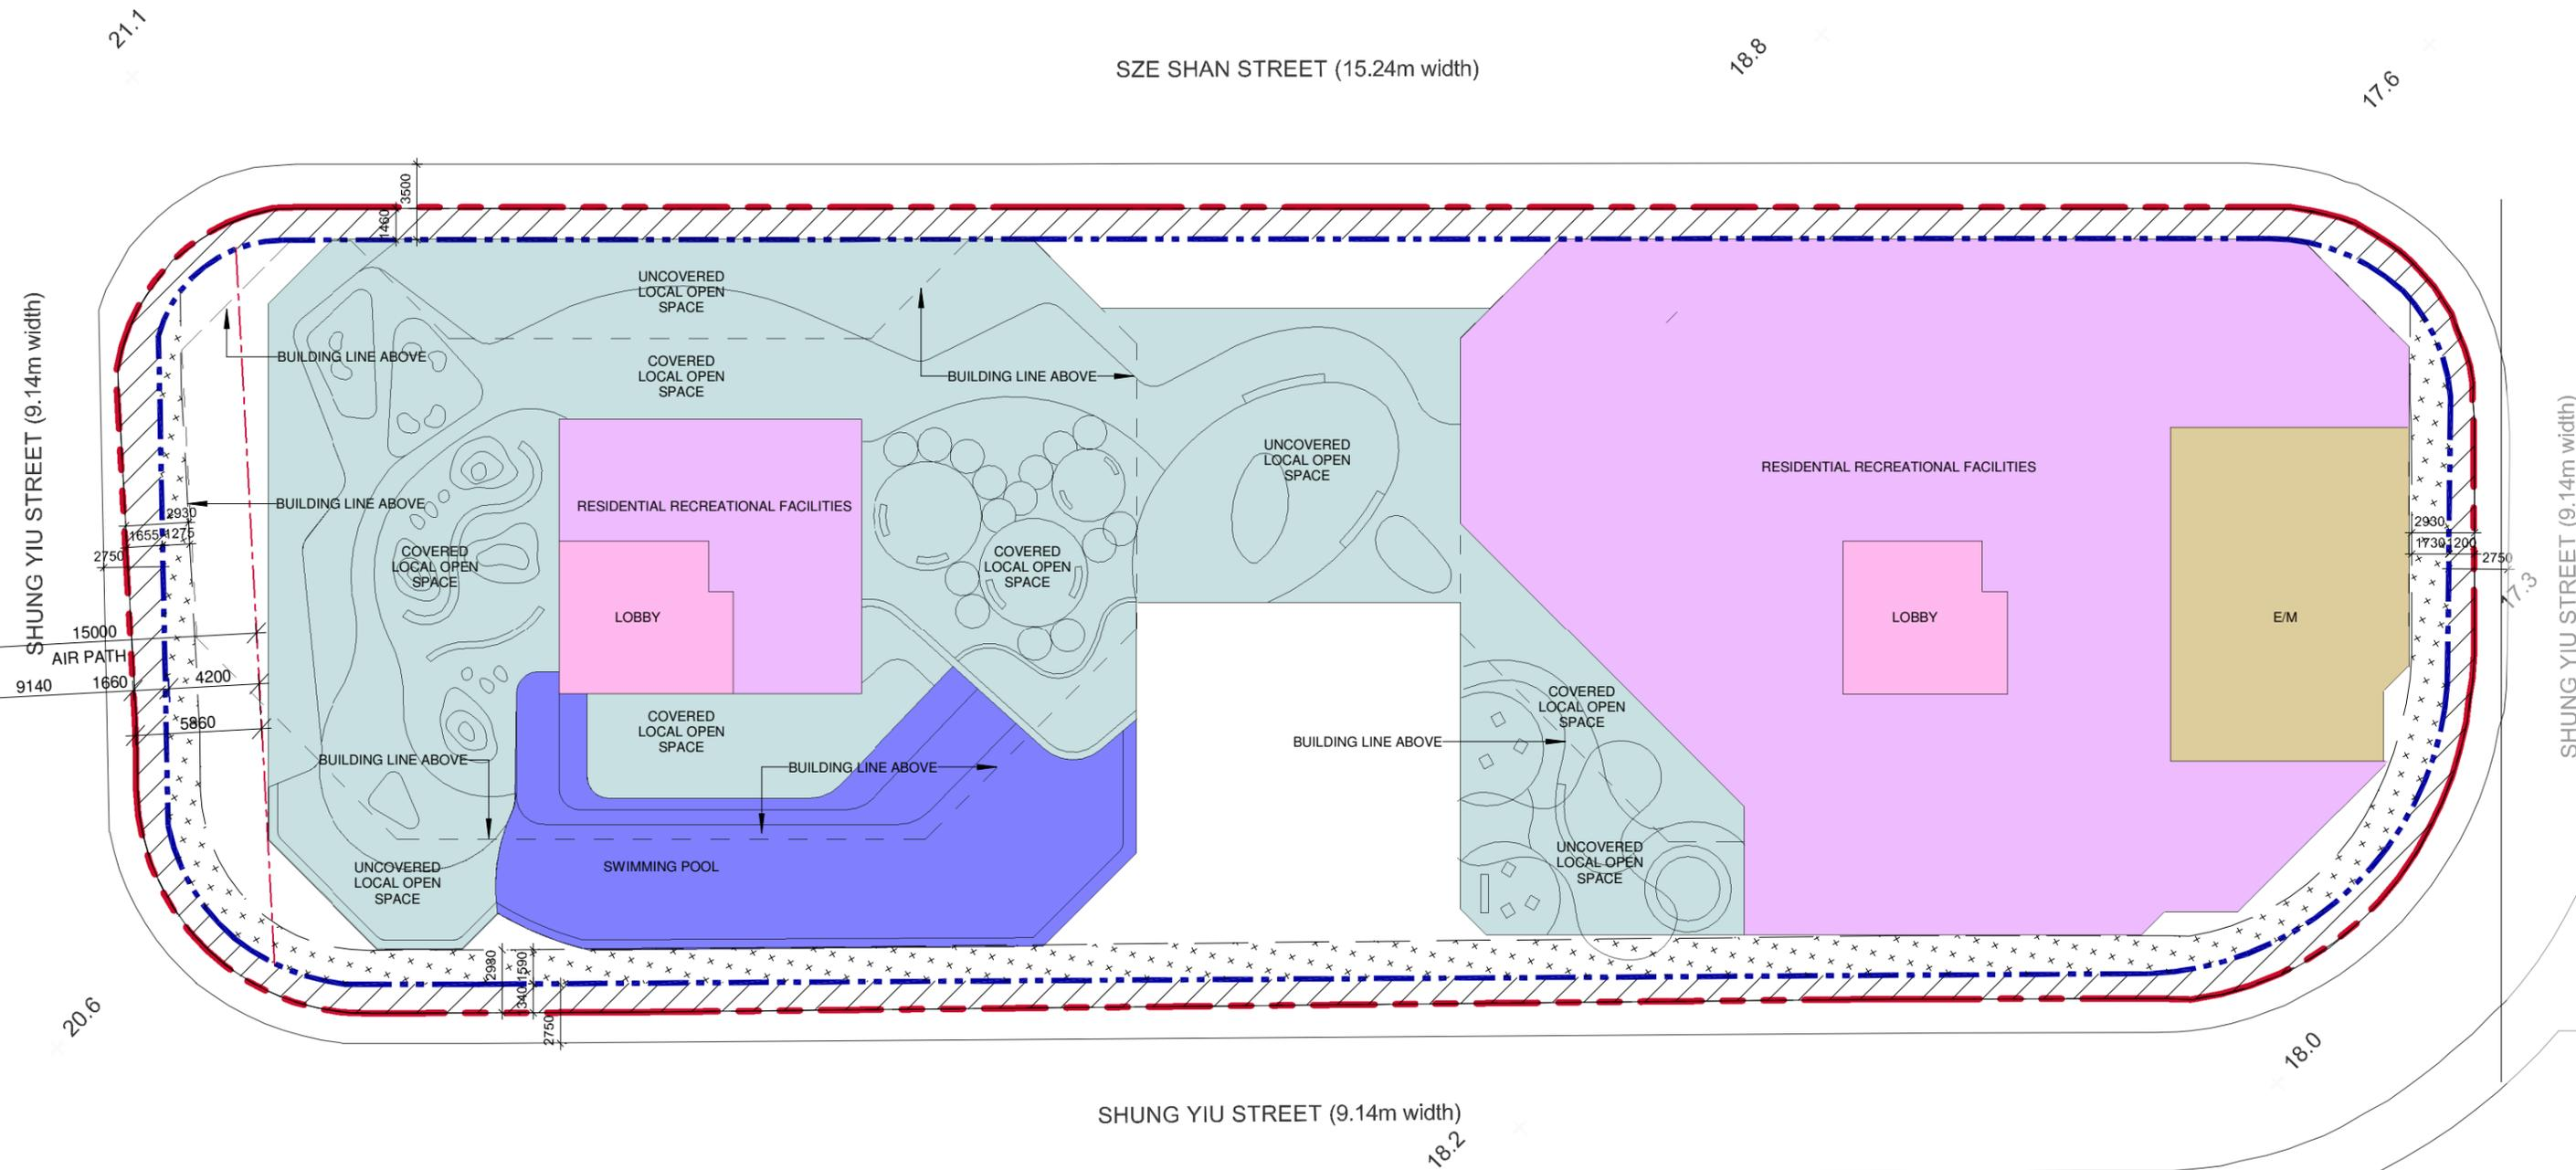 21.1
SZE SHAN STREET (15.24m width)
18.8
17.6
3500
1460
UNCOVERED
LOCAL OPEN
SPACE
BUILDING LINE ABOVE
COVERED
LOCAL OPEN
SPACE
BUILDING LINE ABOVE
SHUNG YIU STREET (9.14m width)
UNCOVERED
LOCAL OPEN
SPACE
RESIDENTIAL RECREATIONAL FACILITIES
BUILDING LINE ABOVE
RESIDENTIAL RECREATIONAL FACILITIES
2930
1655
1275
2750
COVERED
LOCAL OPEN
SPACE
COVERED
LOCAL OPEN
SPACE
2930
1730
1200
2750
17.3
SHUNG YIU STREET (9.14m width)
LOBBY
LOBBY
E/M
15000
AIR PATH
9140
1660
4200
5860
COVERED
LOCAL OPEN
SPACE
COVERED
LOCAL OPEN
SPACE
BUILDING LINE ABOVE
BUILDING LINE ABOVE
BUILDING LINE ABOVE
SWIMMING POOL
UNCOVERED
LOCAL OPEN
SPACE
UNCOVERED
LOCAL OPEN
SPACE
1590
2750
20.6
18.0
SHUNG YIU STREET (9.14m width)
18.2